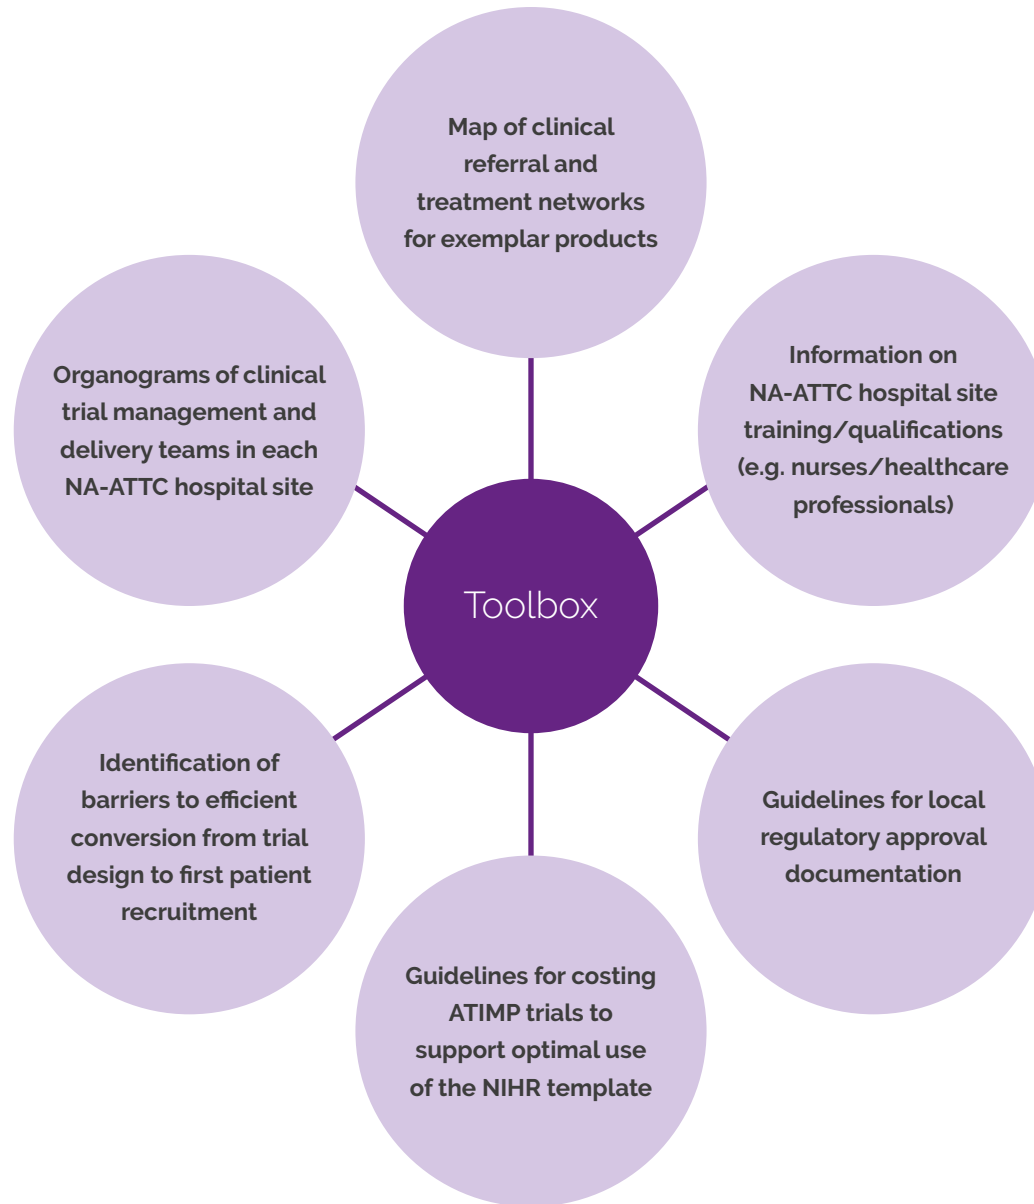 Map of clinical
referral and
treatment networks
for exemplar products
Organograms of clinical
trial management and
delivery teams in each
NA-ATTC hospital site
Information on
NA-ATTC hospital site
training/qualifications
(e.g. nurses/healthcare
professionals)
Toolbox
Identification of
barriers to efficient
conversion from trial
design to first patient
recruitment
Guidelines for local
regulatory approval
documentation
Guidelines for costing
ATIMP trials to
support optimal use
of the NIHR template